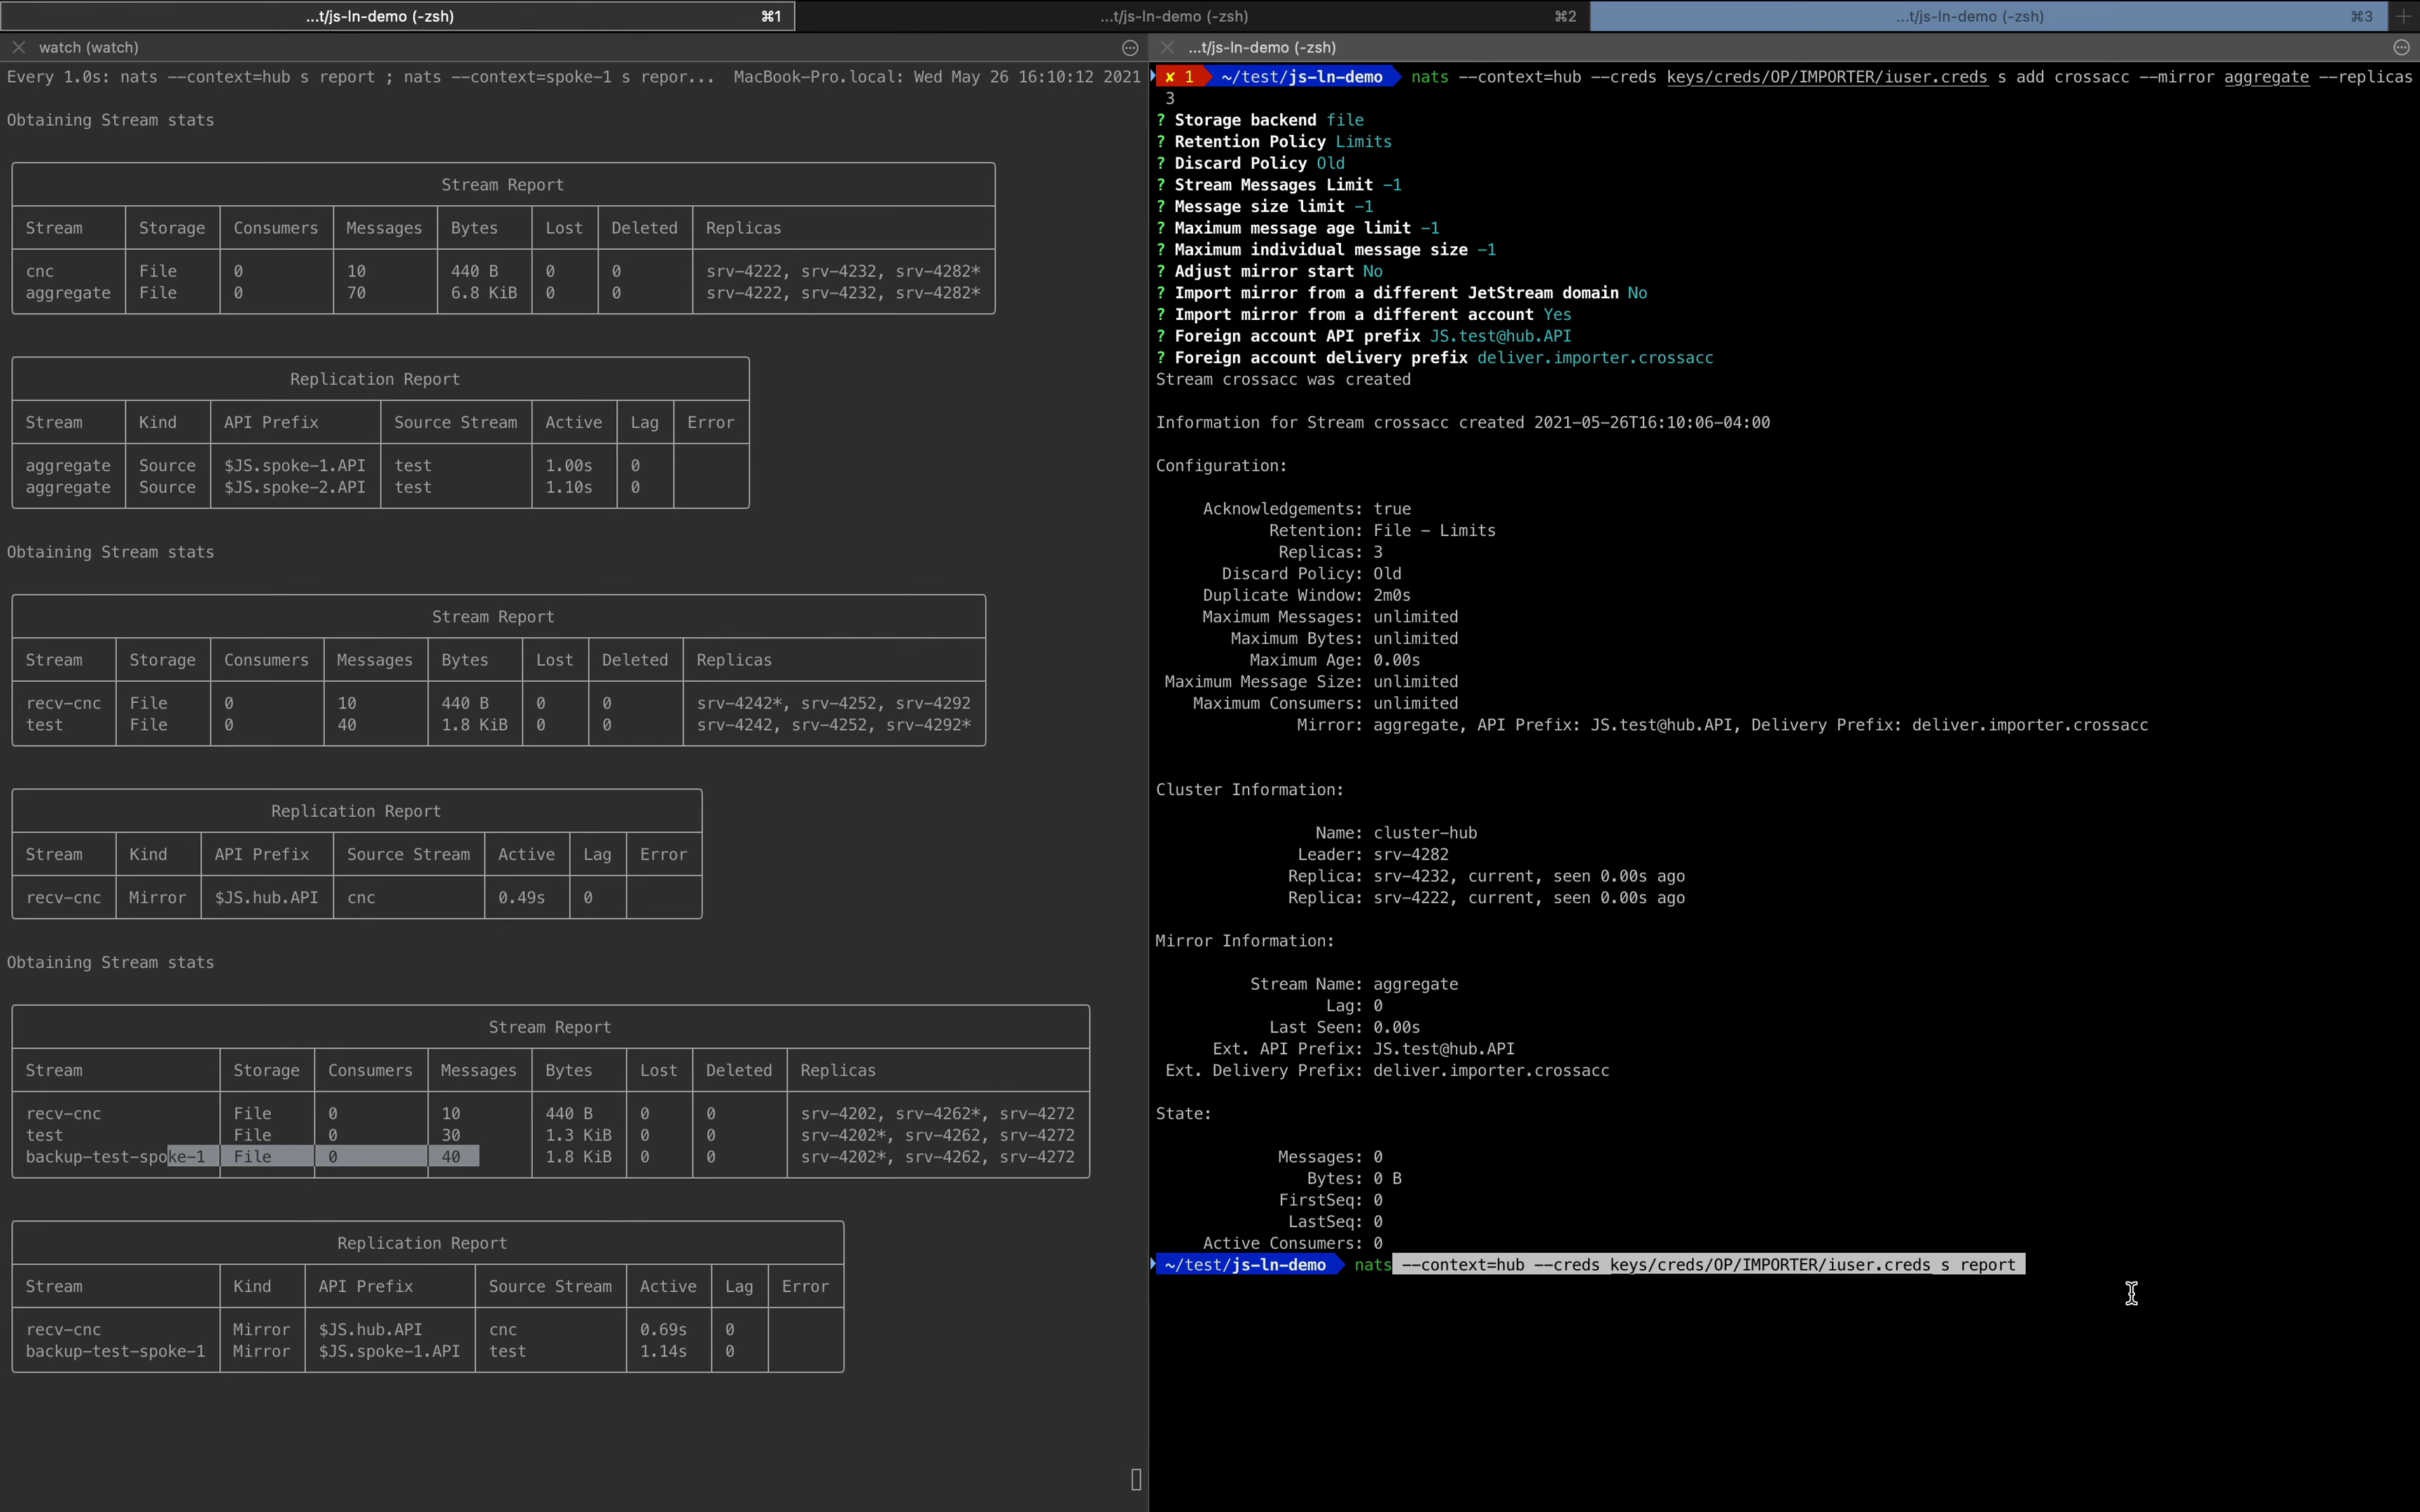 ...t/js-ln-demo (-zsh) ⌘1 ...t/js-ln-demo (-zsh) ⌘2 ...t/js-ln-demo (-zsh) ⌘3 +
watch (watch)
Every 1.0s: nats --context=hub s report ; nats --context=spoke-1 s repor... MacBook-Pro.local: Wed May 26 16:10:12 2021
Obtaining Stream stats
Stream Report
Stream Storage Consumers Messages Bytes Lost Deleted Replicas
cnc File 0 10 440 B 0 0 srv-4222, srv-4232, srv-4282*
aggregate File 0 70 6.8 KiB 0 0 srv-4222, srv-4232, srv-4282*
Replication Report
Stream Kind API Prefix Source Stream Active Lag Error
aggregate Source $JS.spoke-1.API test 1.00s 0
aggregate Source $JS.spoke-2.API test 1.10s 0
Obtaining Stream stats
Stream Report
Stream Storage Consumers Messages Bytes Lost Deleted Replicas
recv-cnc File 0 10 440 B 0 0 srv-4242*, srv-4252, srv-4292
test File 0 40 1.8 KiB 0 0 srv-4242, srv-4252, srv-4292*
Replication Report
Stream Kind API Prefix Source Stream Active Lag Error
recv-cnc Mirror $JS.hub.API cnc 0.49s 0
Obtaining Stream stats
Stream Report
Stream Storage Consumers Messages Bytes Lost Deleted Replicas
recv-cnc File 0 10 440 B 0 0 srv-4202, srv-4262*, srv-4272
test File 0 30 1.3 KiB 0 0 srv-4202*, srv-4262, srv-4272
backup-test-spoke-1 File 0 40 1.8 KiB 0 0 srv-4202*, srv-4262, srv-4272
Replication Report
Stream Kind API Prefix Source Stream Active Lag Error
recv-cnc Mirror $JS.hub.API cnc 0.69s 0
backup-test-spoke-1 Mirror $JS.spoke-1.API test 1.14s 0
...t/js-ln-demo (-zsh)
✘ 1 ~/test/js-ln-demo nats --context=hub --creds keys/creds/OP/IMPORTER/iuser.creds s add crossacc --mirror aggregate --replicas
3
? Storage backend file
? Retention Policy Limits
? Discard Policy Old
? Stream Messages Limit -1
? Message size limit -1
? Maximum message age limit -1
? Maximum individual message size -1
? Adjust mirror start No
? Import mirror from a different JetStream domain No
? Import mirror from a different account Yes
? Foreign account API prefix JS.test@hub.API
? Foreign account delivery prefix deliver.importer.crossacc
Stream crossacc was created
Information for Stream crossacc created 2021-05-26T16:10:06-04:00
Configuration:
Acknowledgements: true
Retention: File - Limits
Replicas: 3
Discard Policy: Old
Duplicate Window: 2m0s
Maximum Messages: unlimited
Maximum Bytes: unlimited
Maximum Age: 0.00s
Maximum Message Size: unlimited
Maximum Consumers: unlimited
Mirror: aggregate, API Prefix: JS.test@hub.API, Delivery Prefix: deliver.importer.crossacc
Cluster Information:
Name: cluster-hub
Leader: srv-4282
Replica: srv-4232, current, seen 0.00s ago
Replica: srv-4222, current, seen 0.00s ago
Mirror Information:
Stream Name: aggregate
Lag: 0
Last Seen: 0.00s
Ext. API Prefix: JS.test@hub.API
Ext. Delivery Prefix: deliver.importer.crossacc
State:
Messages: 0
Bytes: 0 B
FirstSeq: 0
LastSeq: 0
Active Consumers: 0
~/test/js-ln-demo nats --context=hub --creds keys/creds/OP/IMPORTER/iuser.creds s report